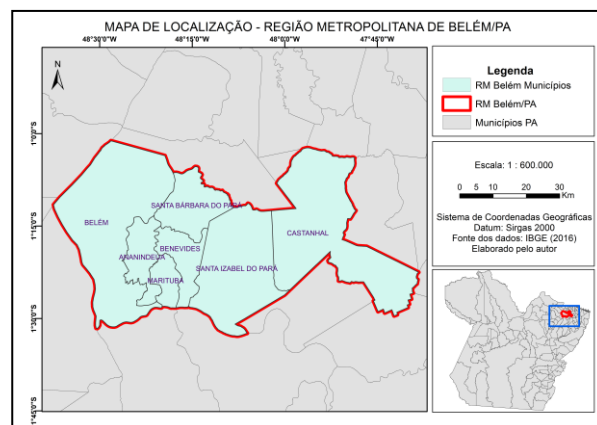 MAPA DE LOCALIZAÇÃO - REGIÃO METROPOLITANA DE BELÉM/PA
48°30'0"W 48°15'0"W 48°0'0"W 47°45'0"W
N
1°0'0"S
1°15'0"S
1°30'0"S
1°45'0"S
SANTA BÁRBARA DO PARÁ
BELÉM
CASTANHAL
BENEVIDES
ANANINDEUA
SANTA IZABEL DO PARÁ
MARITUBA
Legenda
RM Belém Municípios
RM Belém/PA
Municípios PA
Escala: 1 : 600.000
0 5 10 20 30
Km
Sistema de Coordenadas Geográficas
Datum: Sirgas 2000
Fonte dos dados: IBGE (2016)
Elaborado pelo autor